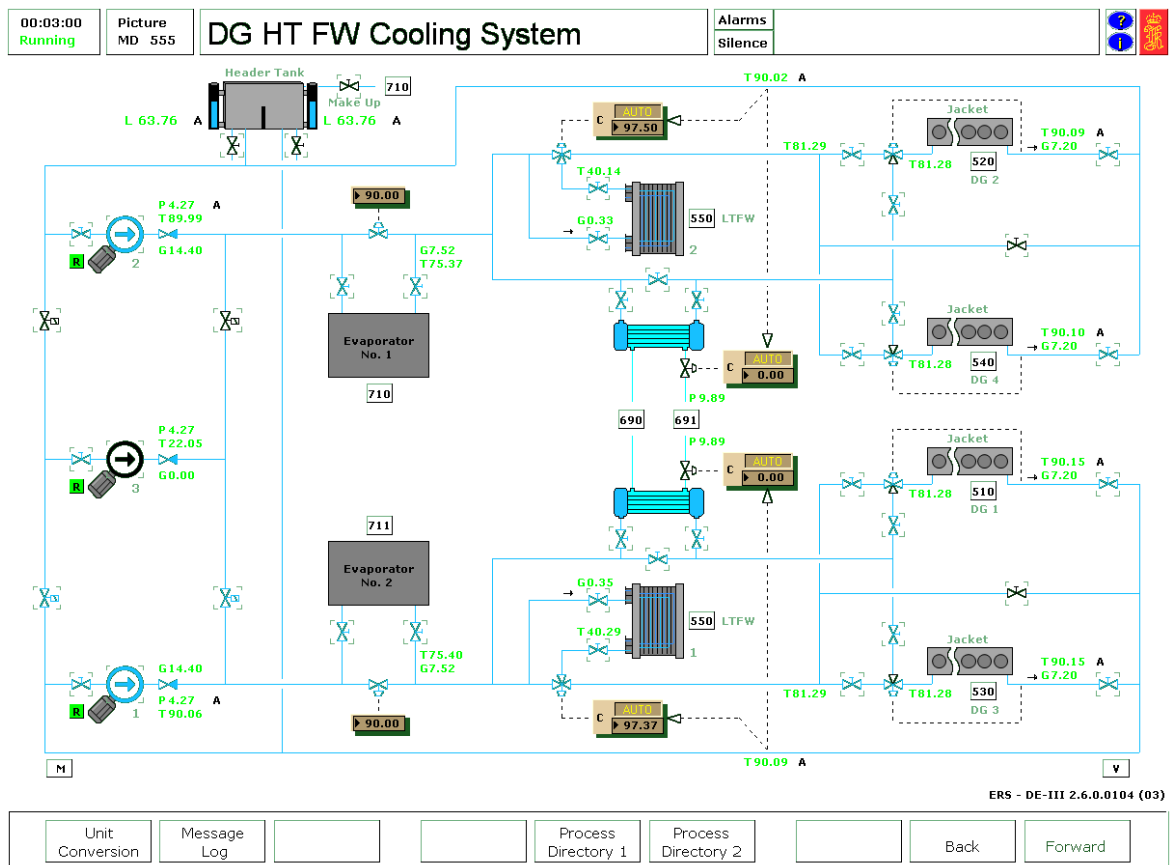 00:03:00
Running
Picture
MD 555
DG HT FW Cooling System
Alarms
Silence
?
i
Header Tank
710
Make Up
L 63.76 A
L 63.76 A
T90.02 A
C AUTO
97.50
Jacket
T90.09 A
G7.20
T81.29
T81.28
520
DG 2
T40.14
P4.27 A
T89.99
G14.40
90.00
550 LTFW
G0.33
R
2
G7.52
T75.37
2
Jacket
Evaporator
No. 1
T90.10 A
G7.20
C AUTO
0.00
T81.28
540
DG 4
710
P9.89
690
691
P4.27
T22.05
G0.00
P9.89
R
3
C AUTO
0.00
Jacket
T90.15 A
G7.20
T81.28
510
DG 1
711
Evaporator
No. 2
G0.35
550 LTFW
T40.29
1
Jacket
T75.40
G7.52
G14.40
P4.27 A
T90.06
R
1
T90.15 A
G7.20
T81.29
T81.28
530
DG 3
90.00
C AUTO
97.37
T90.09 A
M
V
ERS - DE-III 2.6.0.0104 (03)
Unit
Conversion
Message
Log
Process
Directory 1
Process
Directory 2
Back
Forward